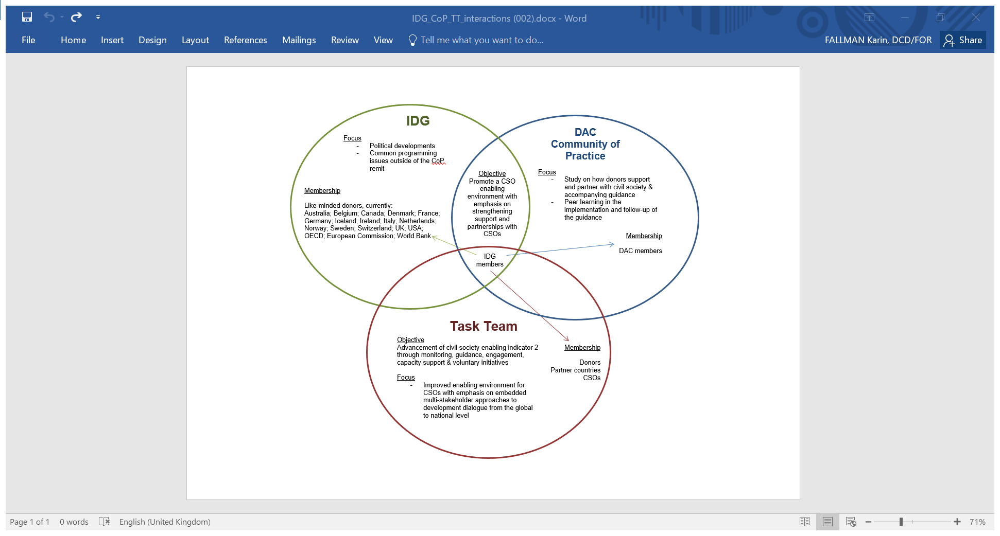 IDG_CoP_TT_interactions (002).docx - Word
File Home Insert Design Layout References Mailings Review View Tell me what you want to do... FALLMAN Karin, DCD/FOR Share
IDG
Focus
- Political developments
- Common programming
issues outside of the CoP
remit
Membership
Like-minded donors, currently:
Australia; Belgium; Canada; Denmark; France;
Germany; Iceland; Ireland; Italy; Netherlands;
Norway; Sweden; Switzerland; UK; USA;
OECD; European Commission; World Bank
Objective
Promote a CSO
enabling
environment with
emphasis on
strengthening
support and
partnerships with
CSOs
DAC
Community of
Practice
Focus
- Study on how donors support
and partner with civil society &
accompanying guidance
- Peer learning in the
implementation and follow-up of
the guidance
Membership
DAC members
IDG
members
Task Team
Objective
Advancement of civil society enabling indicator 2
through monitoring, guidance, engagement,
capacity support & voluntary initiatives
Focus
- Improved enabling environment for
CSOs with emphasis on embedded
multi-stakeholder approaches to
development dialogue from the global
to national level
Membership
Donors
Partner countries
CSOs
Page 1 of 1 0 words English (United Kingdom) 71%